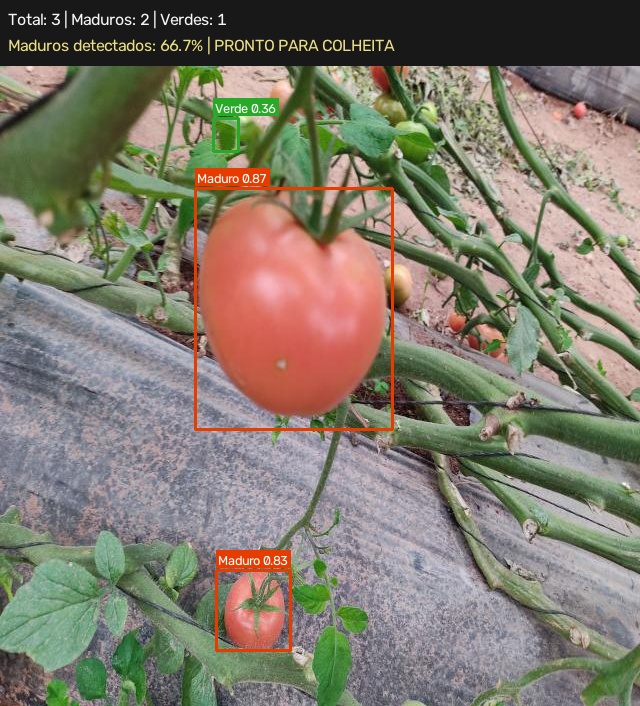 Total: 3 | Maduros: 2 | Verdes: 1
Maduros detectados: 66.7% | PRONTO PARA COLHEITA
Verde 0.36
Maduro 0.87
Maduro 0.83